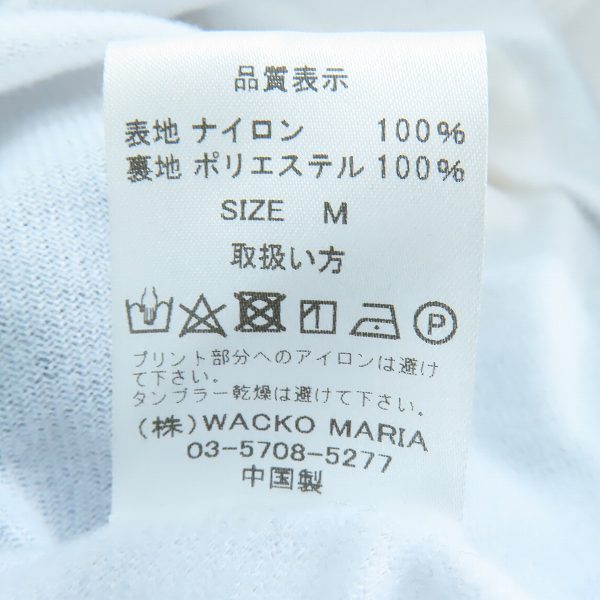 品質表示
表地 ナイロン 100%
裏地 ポリエステル 100%
SIZE M
取扱い方
P
プリント部分へのアイロンは避け
て下さい。
タンブラー乾燥は避けて下さい。
(株)WACKO MARIA
03-5708-5277
中国製